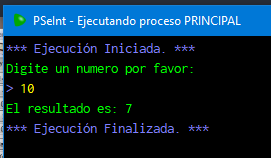 PSeInt - Ejecutando proceso PRINCIPAL
*** Ejecución Iniciada. ***
Digite un numero por favor:
> 10
El resultado es: 7
*** Ejecución Finalizada. ***